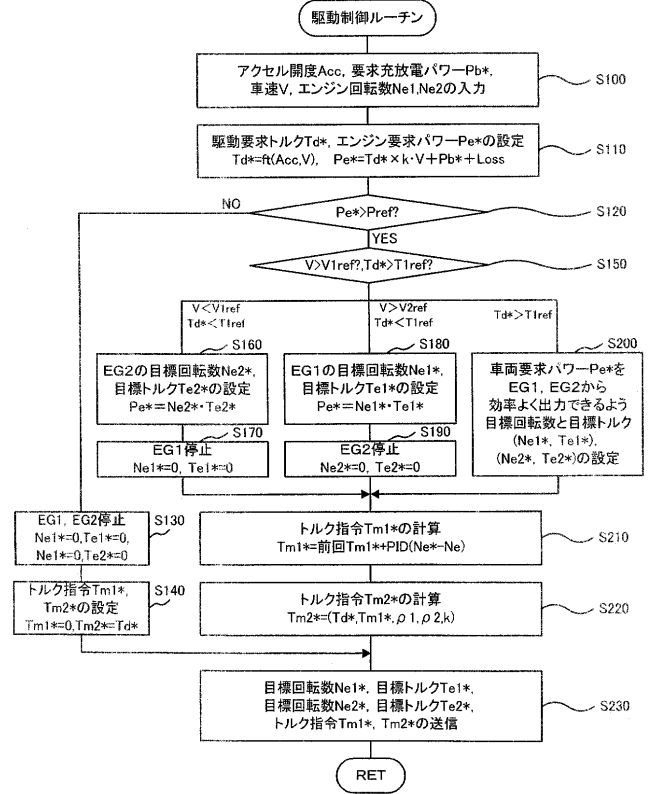 駆動制御ルーチン
アクセル開度Acc, 要求充放電パワーPb*,
車速V, エンジン回転数Ne1,Ne2の入力
S100
駆動要求トルクTd*, エンジン要求パワーPe*の設定
Td*=ft(Acc,V), Pe*=Td*×k・V+Pb*+Loss
S110
Pe*>Pref?
S120
NO
YES
V>V1ref?,Td*>T1ref?
S150
V<V1ref
Td*<T1ref
V>V2ref
Td*<T1ref
Td*>T1ref
S160
EG2の目標回転数Ne2*,
目標トルクTe2*の設定
Pe*=Ne2*・Te2*
S170
EG1停止
Ne1*=0, Te1*=0
S180
EG1の目標回転数Ne1*,
目標トルクTe1*の設定
Pe*=Ne1*・Te1*
S190
EG2停止
Ne2*=0, Te2*=0
S200
車両要求パワーPe*を
EG1, EG2から
効率よく出力できるよう
目標回転数と目標トルク
(Ne1*, Te1*),
(Ne2*, Te2*)の設定
EG1, EG2停止
Ne1*=0,Te1*=0,
Ne1*=0,Te2*=0
S130
トルク指令Tm1*,
Tm2*の設定
Tm1*=0,Tm2*=Td*
S140
トルク指令Tm1*の計算
Tm1*=前回Tm1*+PID(Ne*-Ne)
S210
トルク指令Tm2*の計算
Tm2*=(Td*,Tm1*,ρ1,ρ2,k)
S220
目標回転数Ne1*, 目標トルクTe1*,
目標回転数Ne2*, 目標トルクTe2*,
トルク指令Tm1*, Tm2*の送信
S230
RET